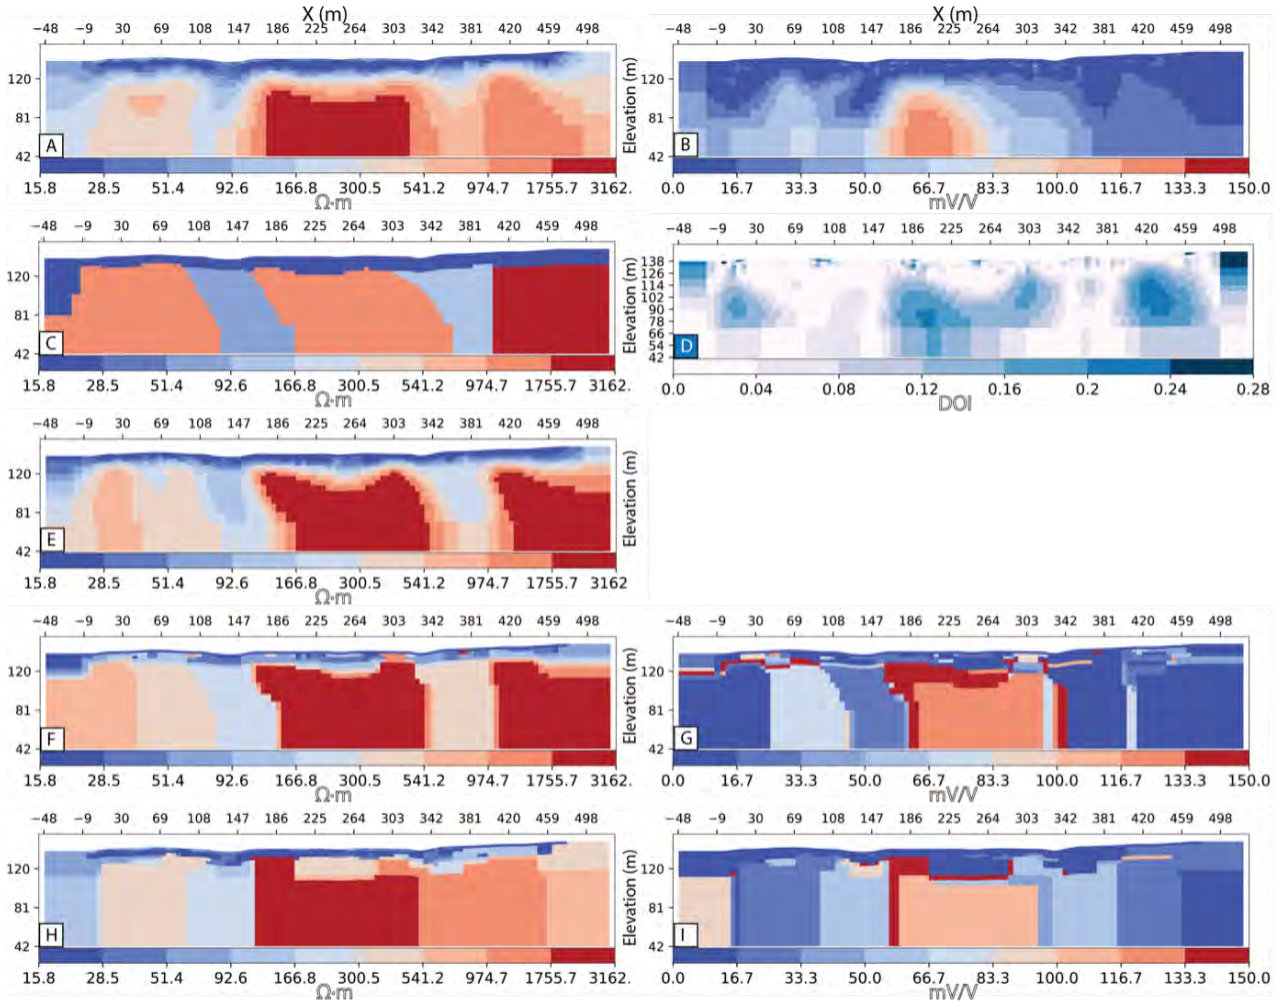 X (m)
−48 −9 30 69 108 147 186 225 264 303 342 381 420 459 498
120
81
42
A
15.8 28.5 51.4 92.6 166.8 300.5 541.2 974.7 1755.7 3162.
Ω·m
X (m)
−48 −9 30 69 108 147 186 225 264 303 342 381 420 459 498
Elevation (m)
120
81
42
B
0.0 16.7 33.3 50.0 66.7 83.3 100.0 116.7 133.3 150.0
mV/V
−48 −9 30 69 108 147 186 225 264 303 342 381 420 459 498
120
81
42
C
15.8 28.5 51.4 92.6 166.8 300.5 541.2 974.7 1755.7 3162.
Ω·m
−48 −9 30 69 108 147 186 225 264 303 342 381 420 459 498
Elevation (m)
138
126
114
102
90
78
66
54
42
D
0.0 0.04 0.08 0.12 0.16 0.2 0.24 0.28
DOI
−48 −9 30 69 108 147 186 225 264 303 342 381 420 459 498
Elevation (m)
120
81
42
E
15.8 28.5 51.4 92.6 166.8 300.5 541.2 974.7 1755.7 3162
Ω·m
−48 −9 30 69 108 147 186 225 264 303 342 381 420 459 498
120
81
42
F
15.8 28.5 51.4 92.6 166.8 300.5 541.2 974.7 1755.7 3162.
Ω·m
−48 −9 30 69 108 147 186 225 264 303 342 381 420 459 498
Elevation (m)
120
81
42
G
0.0 16.7 33.3 50.0 66.7 83.3 100.0 116.7 133.3 150.0
mV/V
−48 −9 30 69 108 147 186 225 264 303 342 381 420 459 498
120
81
42
H
15.8 28.5 51.4 92.6 166.8 300.5 541.2 974.7 1755.7 3162.
Ω·m
−48 −9 30 69 108 147 186 225 264 303 342 381 420 459 498
Elevation (m)
120
81
42
I
0.0 16.7 33.3 50.0 66.7 83.3 100.0 116.7 133.3 150.0
mV/V